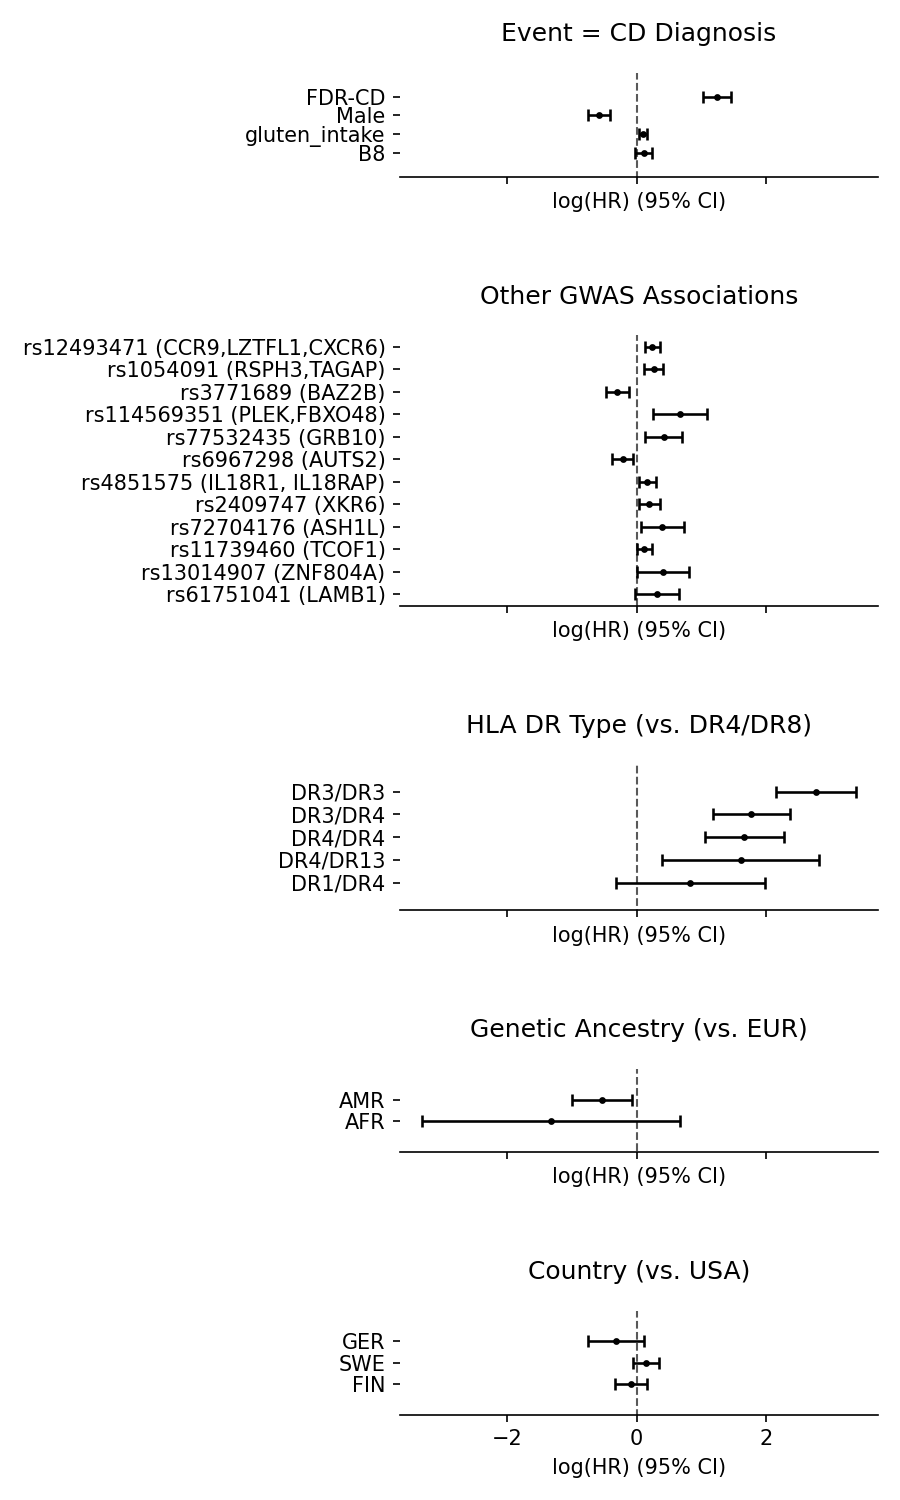 Event = CD Diagnosis
FDR-CD
Male
gluten_intake
B8
log(HR) (95% CI)
Other GWAS Associations
rs12493471 (CCR9,LZTFL1,CXCR6)
rs1054091 (RSPH3,TAGAP)
rs3771689 (BAZ2B)
rs114569351 (PLEK,FBXO48)
rs77532435 (GRB10)
rs6967298 (AUTS2)
rs4851575 (IL18R1, IL18RAP)
rs2409747 (XKR6)
rs72704176 (ASH1L)
rs11739460 (TCOF1)
rs13014907 (ZNF804A)
rs61751041 (LAMB1)
log(HR) (95% CI)
HLA DR Type (vs. DR4/DR8)
DR3/DR3
DR3/DR4
DR4/DR4
DR4/DR13
DR1/DR4
log(HR) (95% CI)
Genetic Ancestry (vs. EUR)
AMR
AFR
log(HR) (95% CI)
Country (vs. USA)
GER
SWE
FIN
−2 0 2
log(HR) (95% CI)